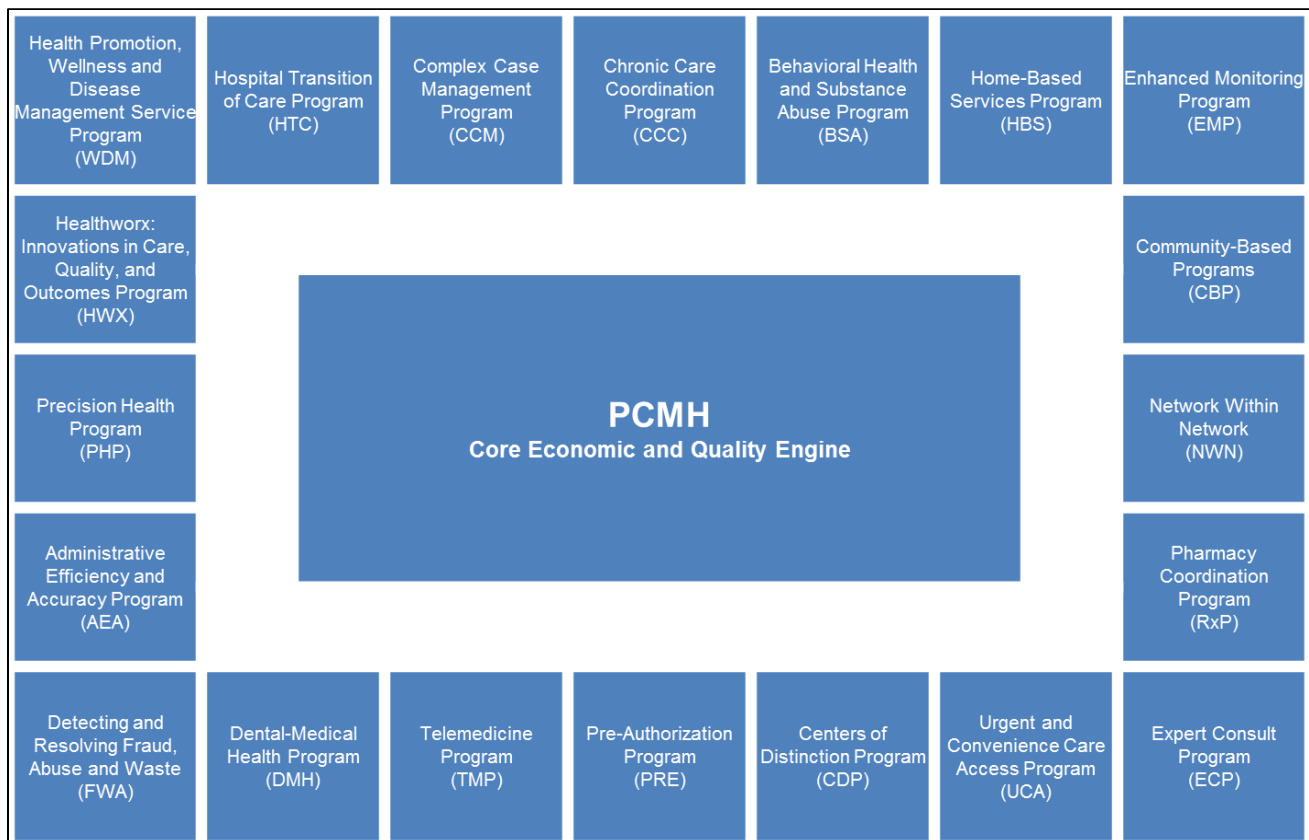 Health Promotion,
Wellness and
Disease
Management Service
Program
(WDM)
Hospital Transition
of Care Program
(HTC)
Complex Case
Management
Program
(CCM)
Chronic Care
Coordination
Program
(CCC)
Behavioral Health
and Substance
Abuse Program
(BSA)
Home-Based
Services Program
(HBS)
Enhanced Monitoring
Program
(EMP)
Healthworx:
Innovations in Care,
Quality, and
Outcomes Program
(HWX)
Community-Based
Programs
(CBP)
PCMH
Core Economic and Quality Engine
Precision Health
Program
(PHP)
Network Within
Network
(NWN)
Administrative
Efficiency and
Accuracy Program
(AEA)
Pharmacy
Coordination
Program
(RxP)
Detecting and
Resolving Fraud,
Abuse and Waste
(FWA)
Dental-Medical
Health Program
(DMH)
Telemedicine
Program
(TMP)
Pre-Authorization
Program
(PRE)
Centers of
Distinction Program
(CDP)
Urgent and
Convenience Care
Access Program
(UCA)
Expert Consult
Program
(ECP)